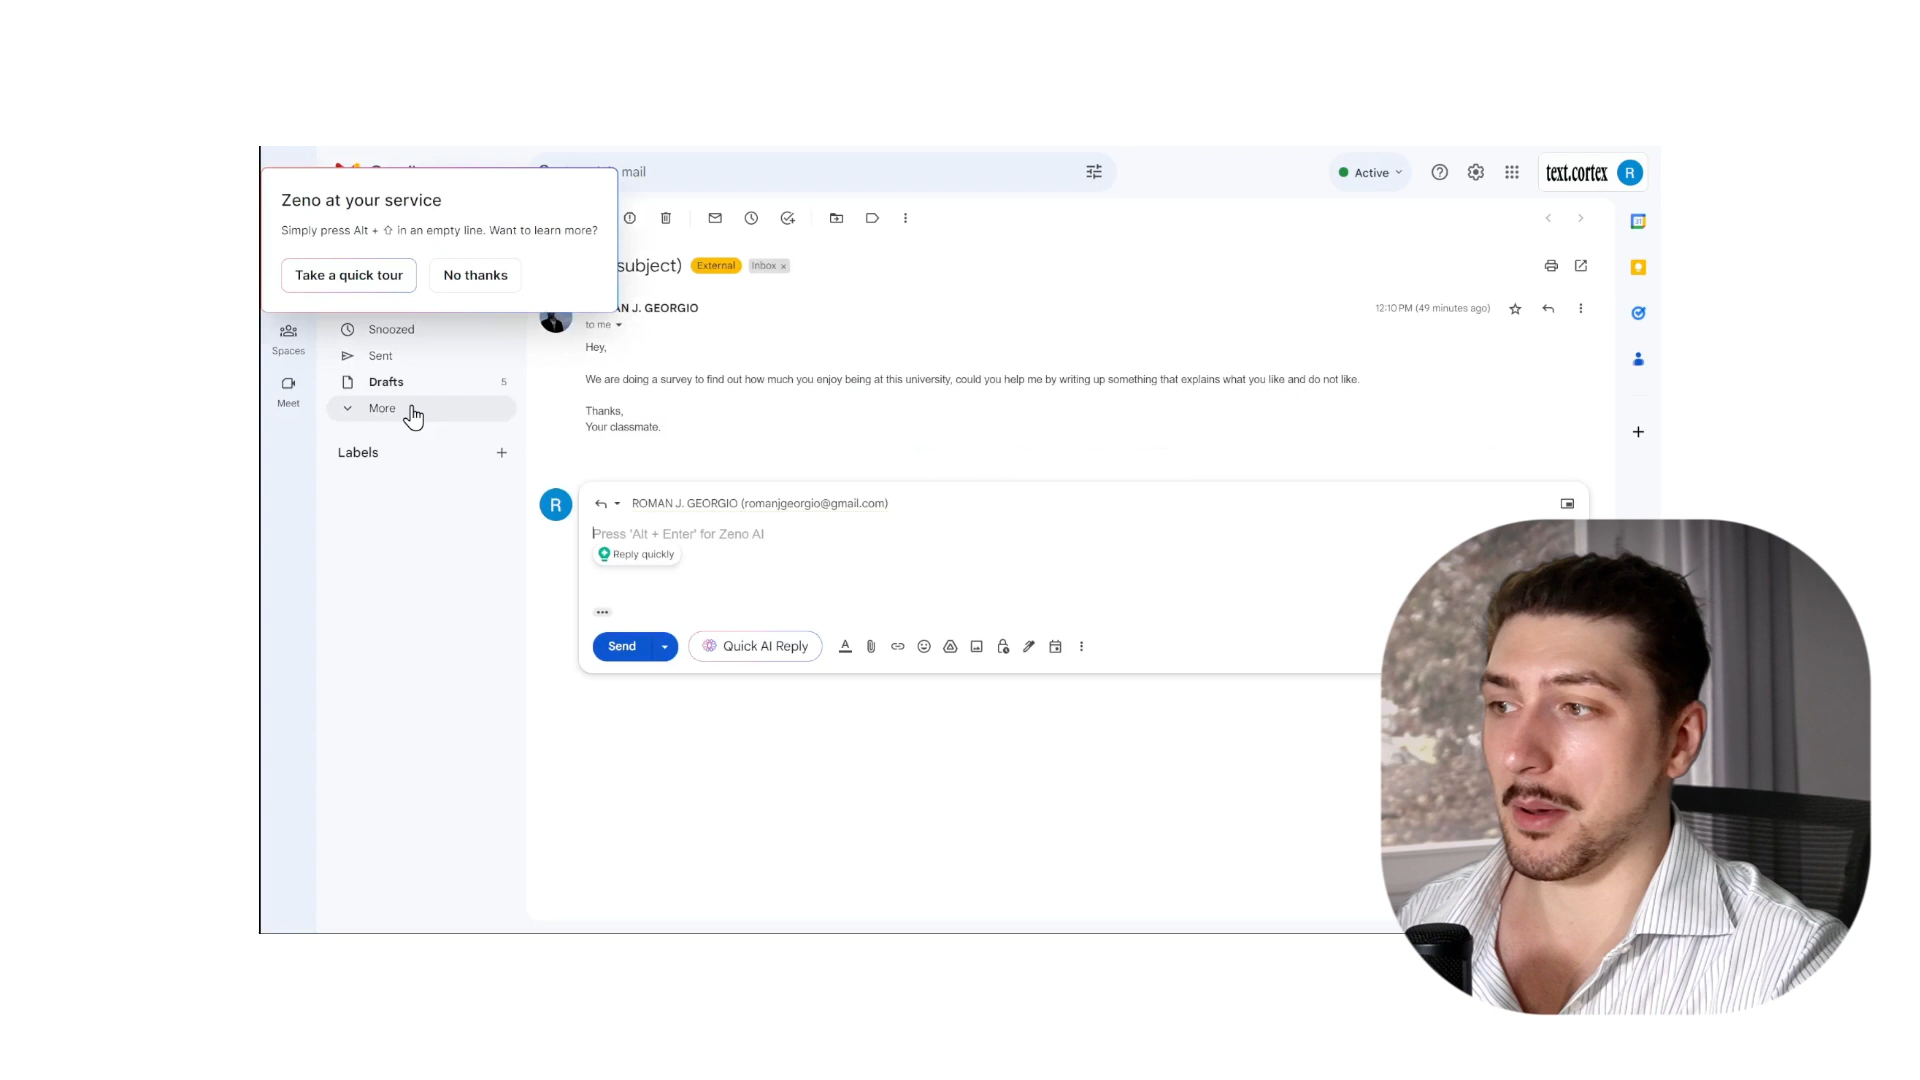 mail
Active
text.cortex
R
Zeno at your service
Simply press Alt + ⇧ in an empty line. Want to learn more?
Take a quick tour
No thanks
subject)
External
Inbox ×
N J. GEORGIO
12:10 PM (49 minutes ago)
to me
Spaces
Snoozed
Sent
Meet
Drafts
5
More
Labels
Hey,
We are doing a survey to find out how much you enjoy being at this university, could you help me by writing up something that explains what you like and do not like.
Thanks,
Your classmate.
R
ROMAN J. GEORGIO (romanjgeorgio@gmail.com)
Press 'Alt + Enter' for Zeno AI
Reply quickly
Send
Quick AI Reply